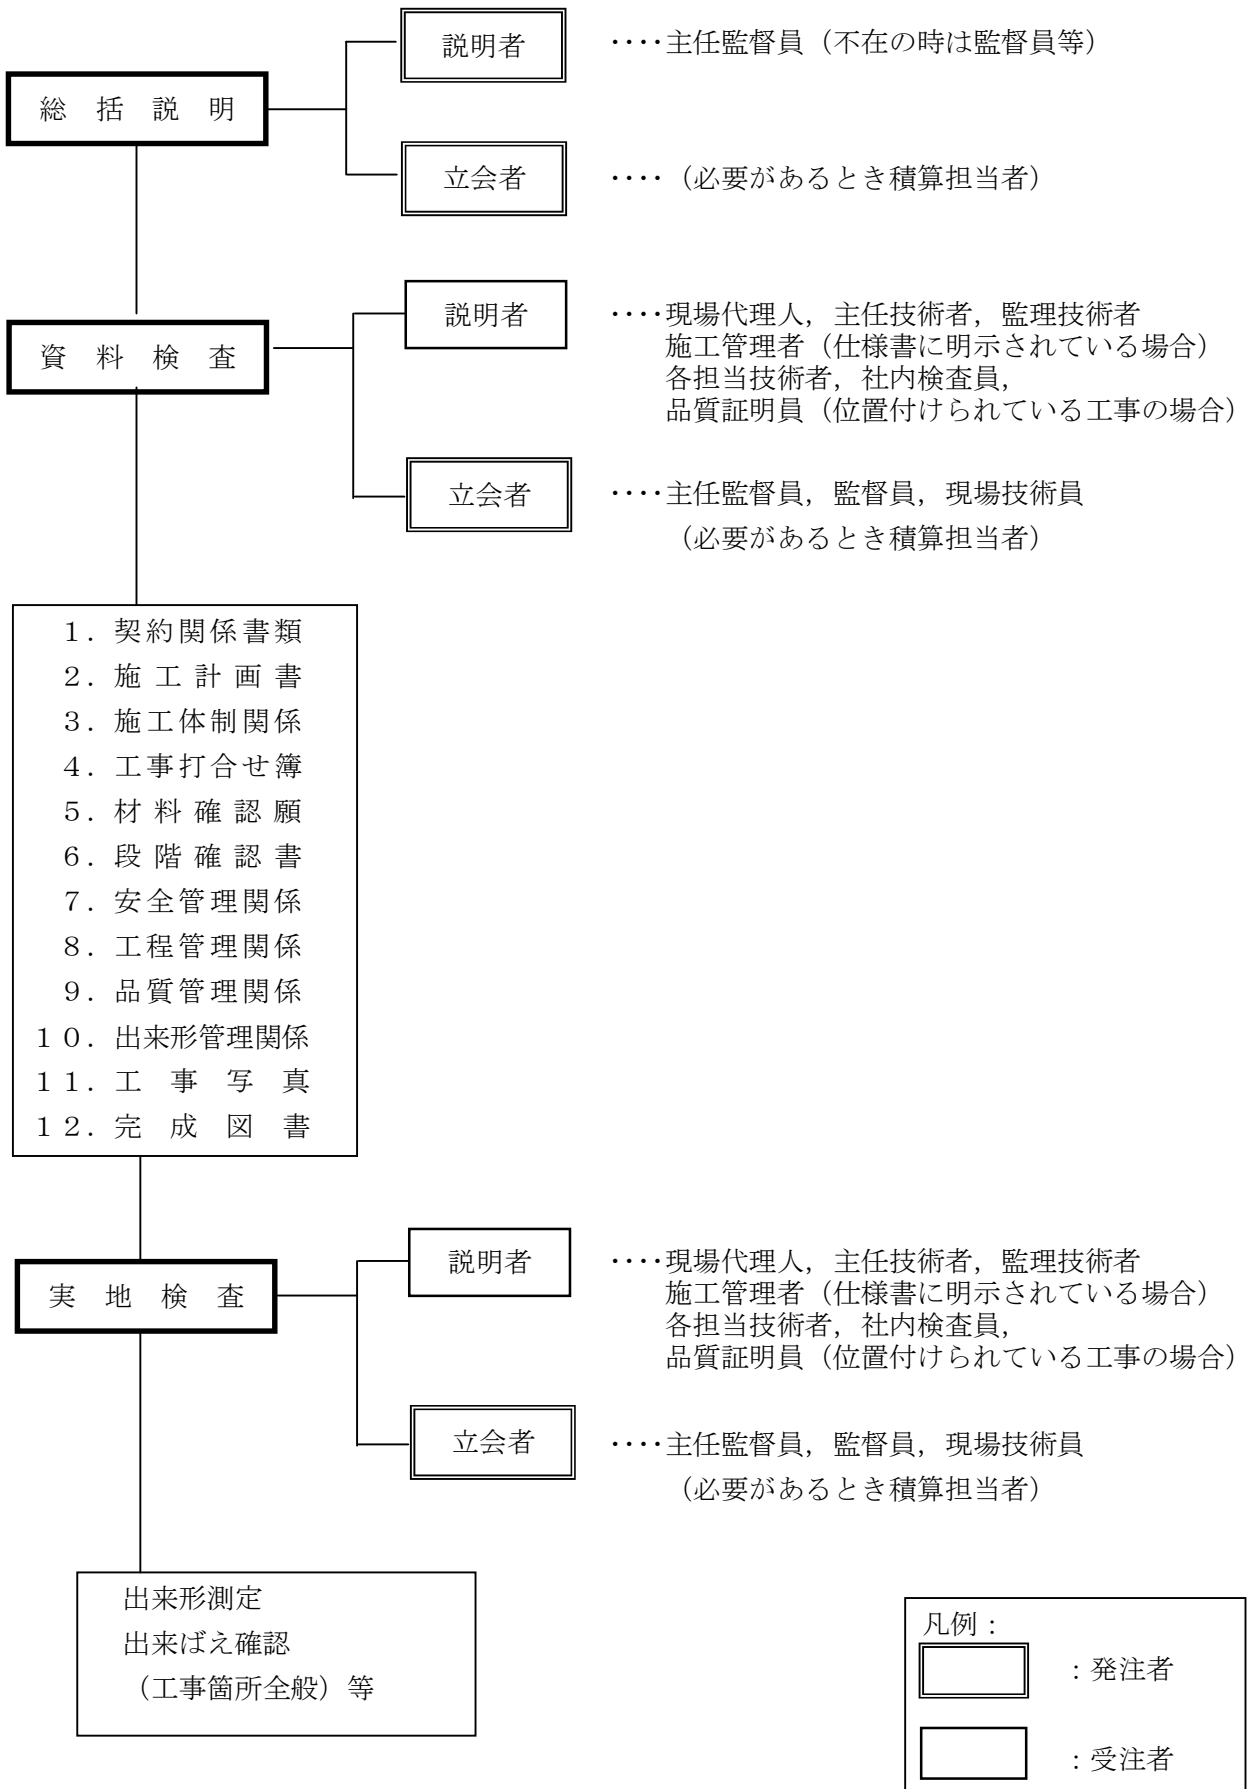 説明者 ････主任監督員（不在の時は監督員等）
総　括　説　明
立会者 ････（必要があるとき積算担当者）
説明者 ････現場代理人，主任技術者，監理技術者
施工管理者（仕様書に明示されている場合）
資　料　検　査
各担当技術者，社内検査員，
品質証明員（位置付けられている工事の場合）
立会者 ････主任監督員，監督員，現場技術員
（必要があるとき積算担当者）
１．契約関係書類
２．施工計画書
３．施工体制関係
４．工事打合せ簿
５．材料確認願
６．段階確認書
７．安全管理関係
８．工程管理関係
９．品質管理関係
１０．出来形管理関係
１１．工　事　写　真
１２．完　成　図　書
説明者 ････現場代理人，主任技術者，監理技術者
施工管理者（仕様書に明示されている場合）
実　地　検　査
各担当技術者，社内検査員，
品質証明員（位置付けられている工事の場合）
立会者 ････主任監督員，監督員，現場技術員
（必要があるとき積算担当者）
出来形測定
出来ばえ確認
（工事箇所全般）等
凡例：
：発注者
：受注者